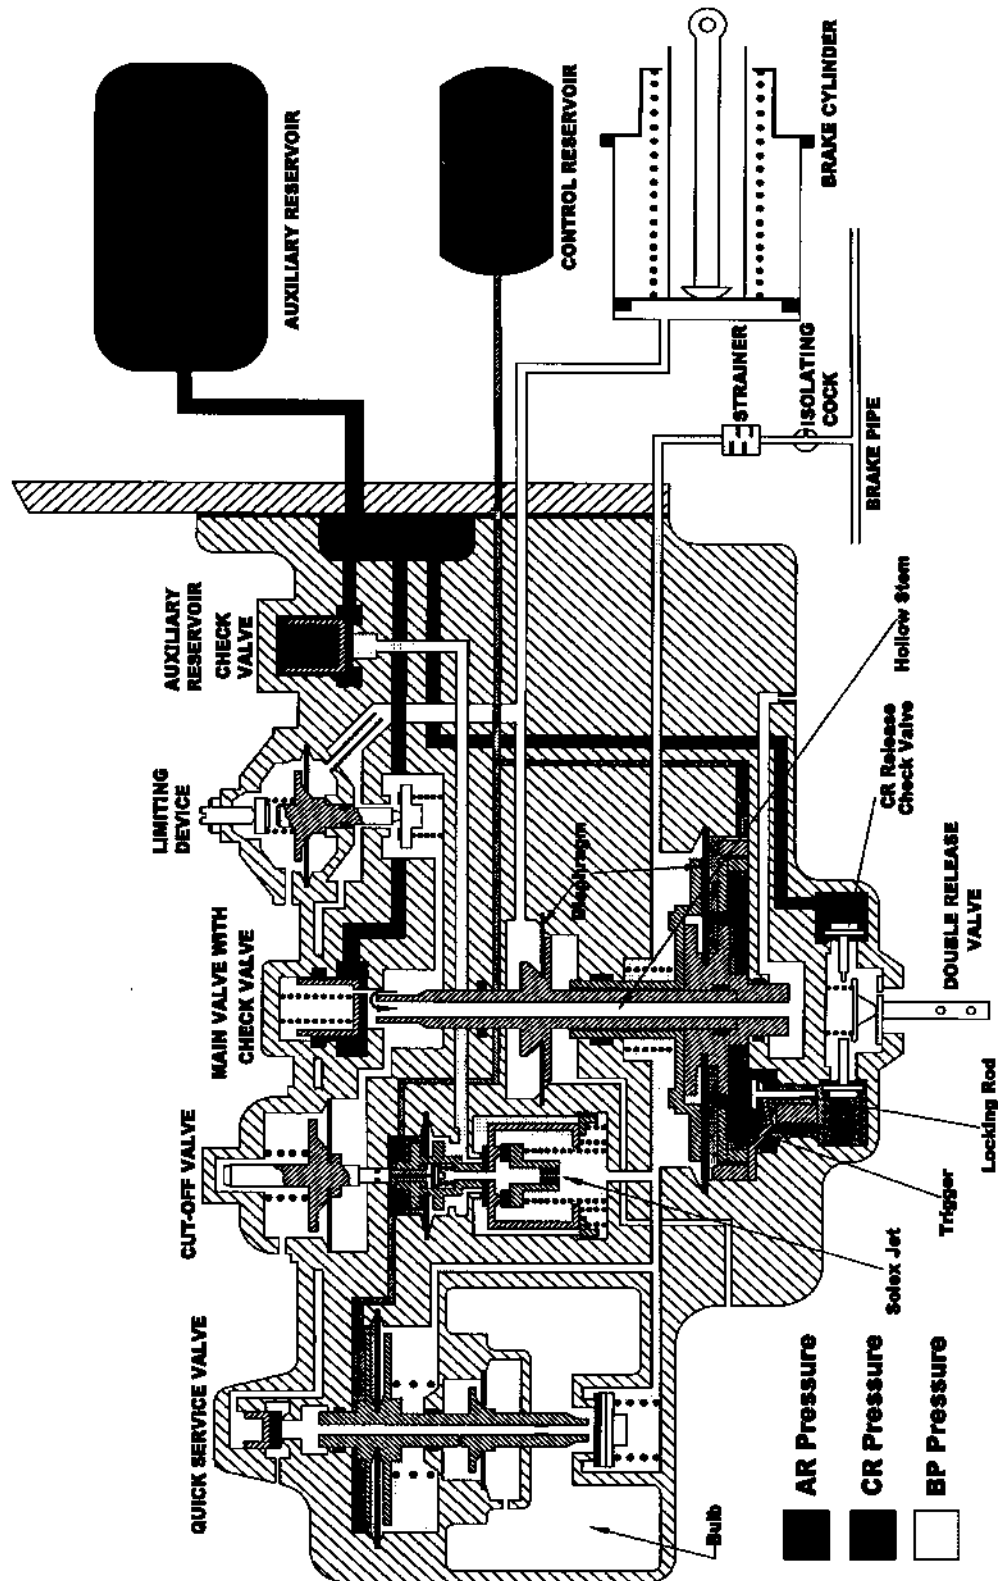 AUXILIARY RESERVOIR
CONTROL RESERVOIR
BRAKE CYLINDER
STRAINER
ISOLATING
COCK
BRAKE PIPE
AUXILIARY
RESERVOIR
CHECK
VALVE
LIMITING
DEVICE
MAIN VALVE WITH
CHECK VALVE
CUT-OFF VALVE
QUICK SERVICE VALVE
Diaphragm
Hollow Stem
CR Release
Check Valve
DOUBLE RELEASE
VALVE
Locking Rod
Trigger
Solex Jet
Bulb
AR Pressure
CR Pressure
BP Pressure